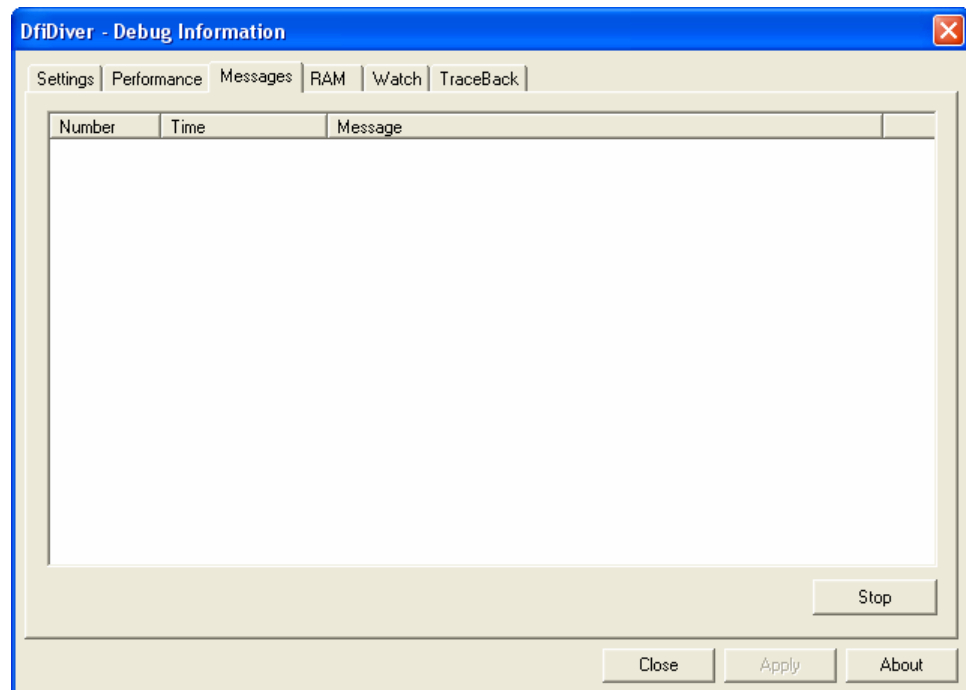 DfiDiver - Debug Information
Settings Performance Messages RAM Watch TraceBack
Number Time Message
Stop
Close Apply About